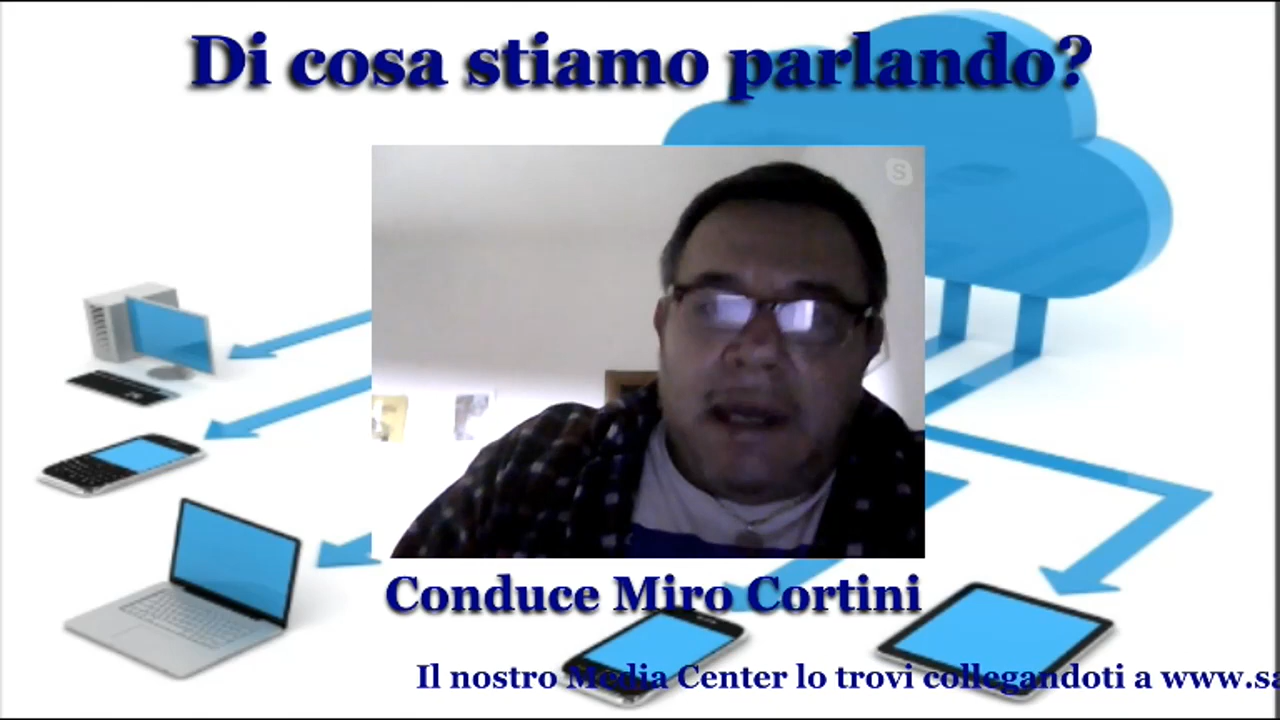 Di cosa stiamo parlando?
S
Conduce Miro Cortini
Il nostro Media Center lo trovi collegandoti a www.sa